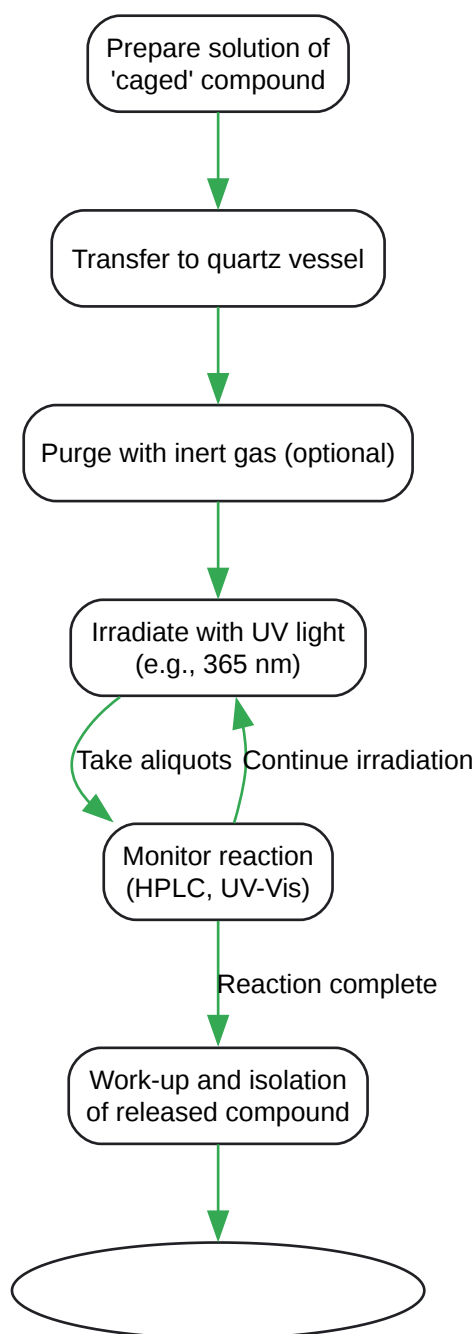 Prepare solution of
'caged' compound
Transfer to quartz vessel
Purge with inert gas (optional)
Irradiate with UV light
(e.g., 365 nm)
Take aliquots
Continue irradiation
Monitor reaction
(HPLC, UV-Vis)
Reaction complete
Work-up and isolation
of released compound